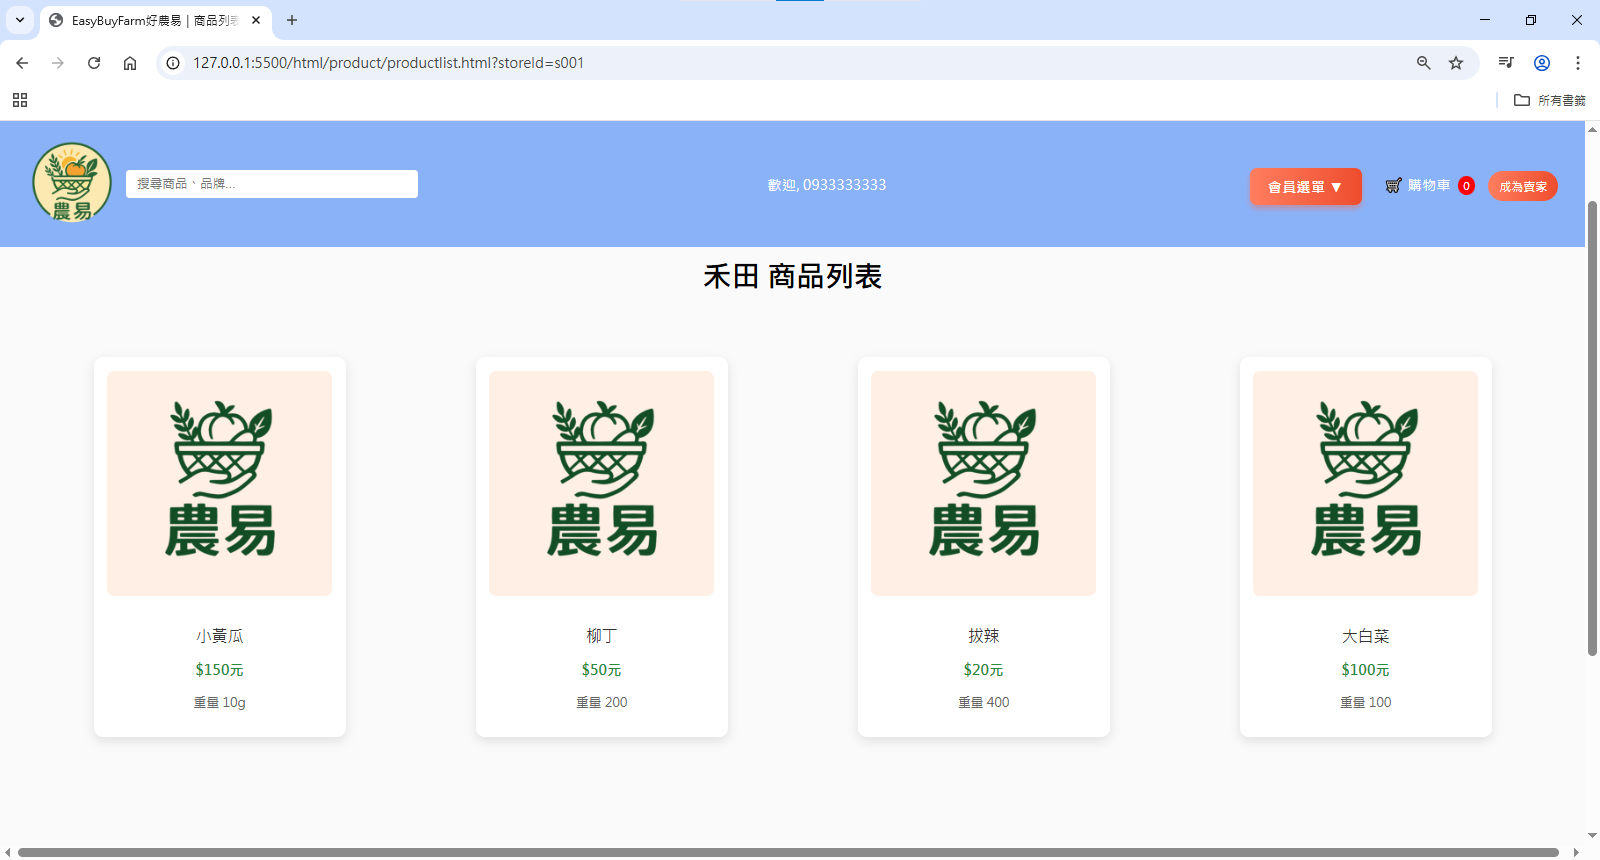 EasyBuyFarm好農易 | 商品列表
127.0.0.1:5500/html/product/productlist.html?storeId=s001
所有書籤
農易
搜尋商品、品牌...
歡迎, 0933333333
會員選單 ▼
購物車 0
成為賣家
禾田 商品列表
農易
小黃瓜
$150元
重量 10g
農易
柳丁
$50元
重量 200
農易
拔辣
$20元
重量 400
農易
大白菜
$100元
重量 100